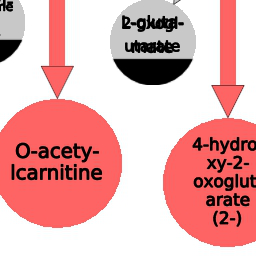 O-acety-
lcarnitine
4-hydro
xy-2-
oxoglut
arate
(2-)